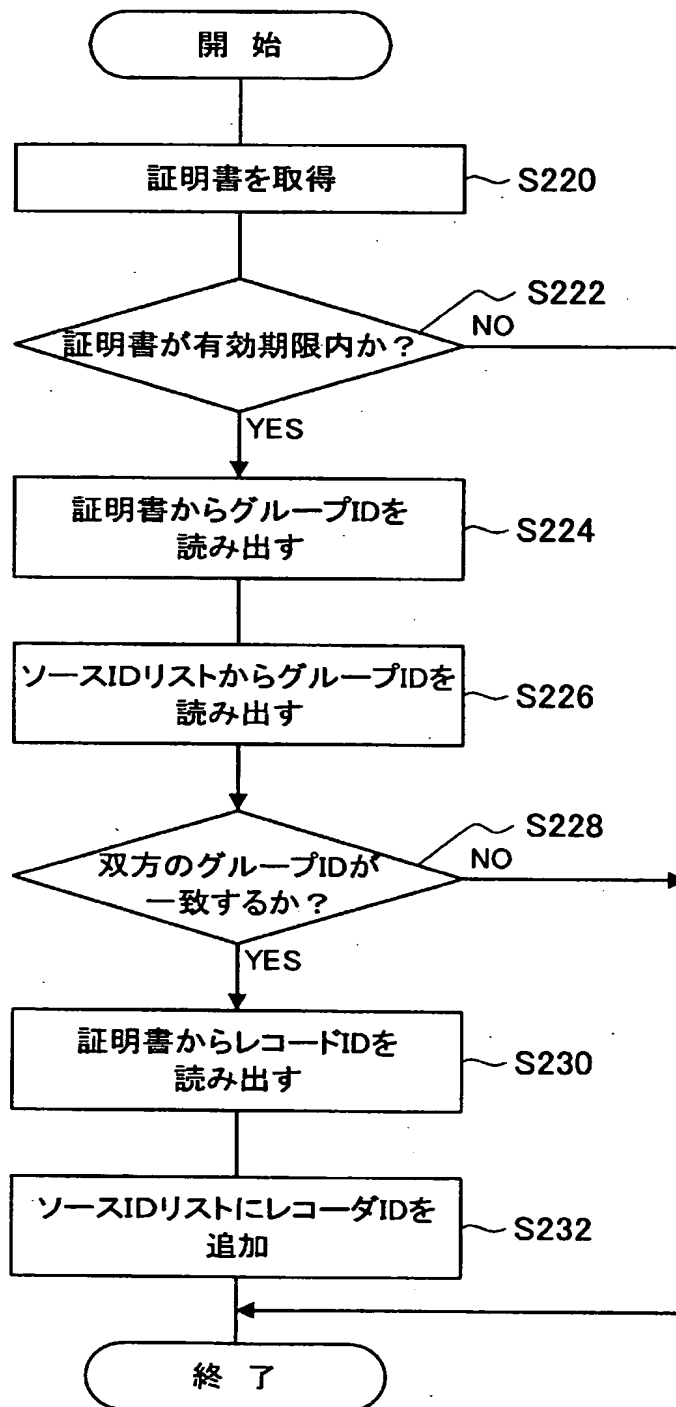 開 始
証明書を取得
S220
S222
証明書が有効期限内か？
NO
YES
証明書からグループIDを
読み出す
S224
ソースIDリストからグループIDを
読み出す
S226
S228
双方のグループIDが
一致するか？
NO
YES
証明書からレコードIDを
読み出す
S230
ソースIDリストにレコーダIDを
追加
S232
終 了